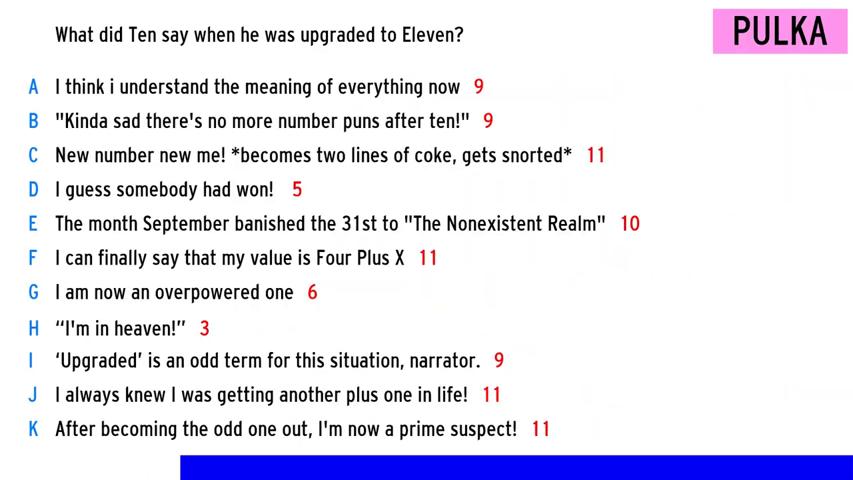 What did Ten say when he was upgraded to Eleven?
PULKA
A I think i understand the meaning of everything now 9
B "Kinda sad there's no more number puns after ten!" 9
C New number new me! *becomes two lines of coke, gets snorted* 11
D I guess somebody had won! 5
E The month September banished the 31st to "The Nonexistent Realm" 10
F I can finally say that my value is Four Plus X 11
G I am now an overpowered one 6
H “I'm in heaven!” 3
I ‘Upgraded’ is an odd term for this situation, narrator. 9
J I always knew I was getting another plus one in life! 11
K After becoming the odd one out, I'm now a prime suspect! 11